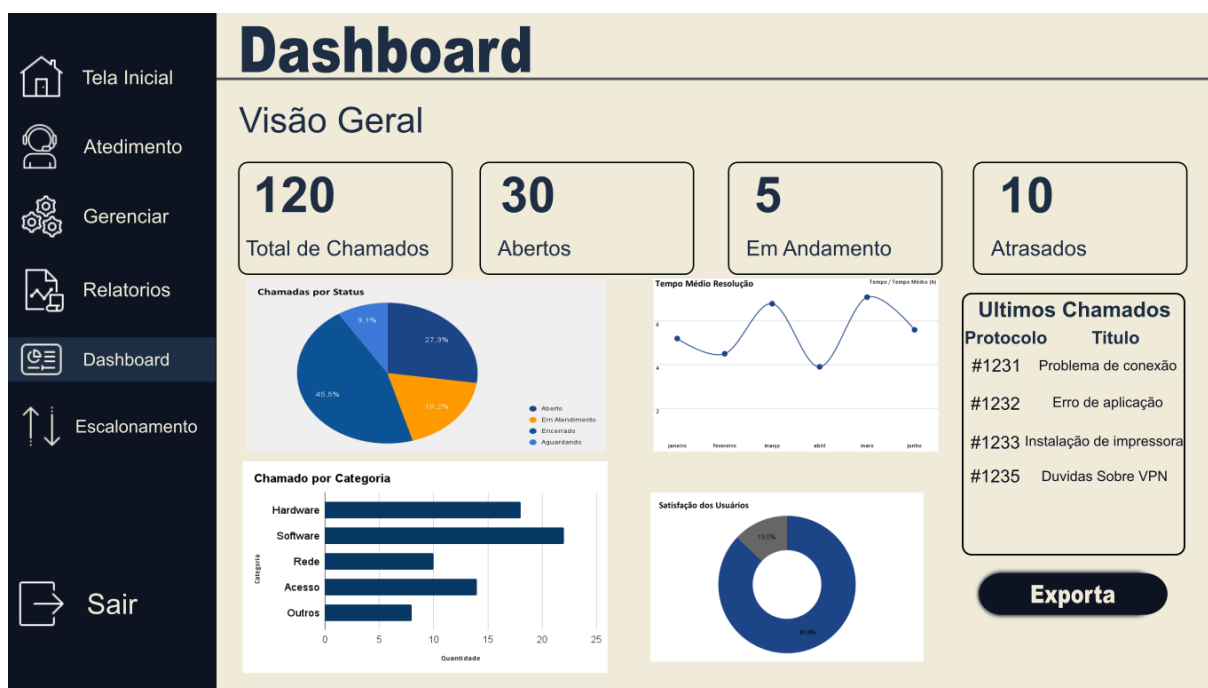 Dashboard
Tela Inicial
Atedimento
Gerenciar
Relatorios
Dashboard
Escalonamento
Sair
Visão Geral
120
Total de Chamados
30
Abertos
5
Em Andamento
10
Atrasados
Chamadas por Status
9,1%
27,3%
45,5%
18,2%
Aberto
Em Atendimento
Encerrado
Aguardando
Tempo Médio Resolução
Tempo / Tempo Médio (h)
6
4
2
janeiro fevereiro março abril maio junho
Ultimos Chamados
Protocolo Titulo
#1231 Problema de conexão
#1232 Erro de aplicação
#1233 Instalação de impressora
#1235 Duvidas Sobre VPN
Chamado por Categoria
Categoria
Hardware
Software
Rede
Acesso
Outros
0 5 10 15 20 25
Quantidade
Satisfação dos Usuários
13,0%
87,0%
Exporta